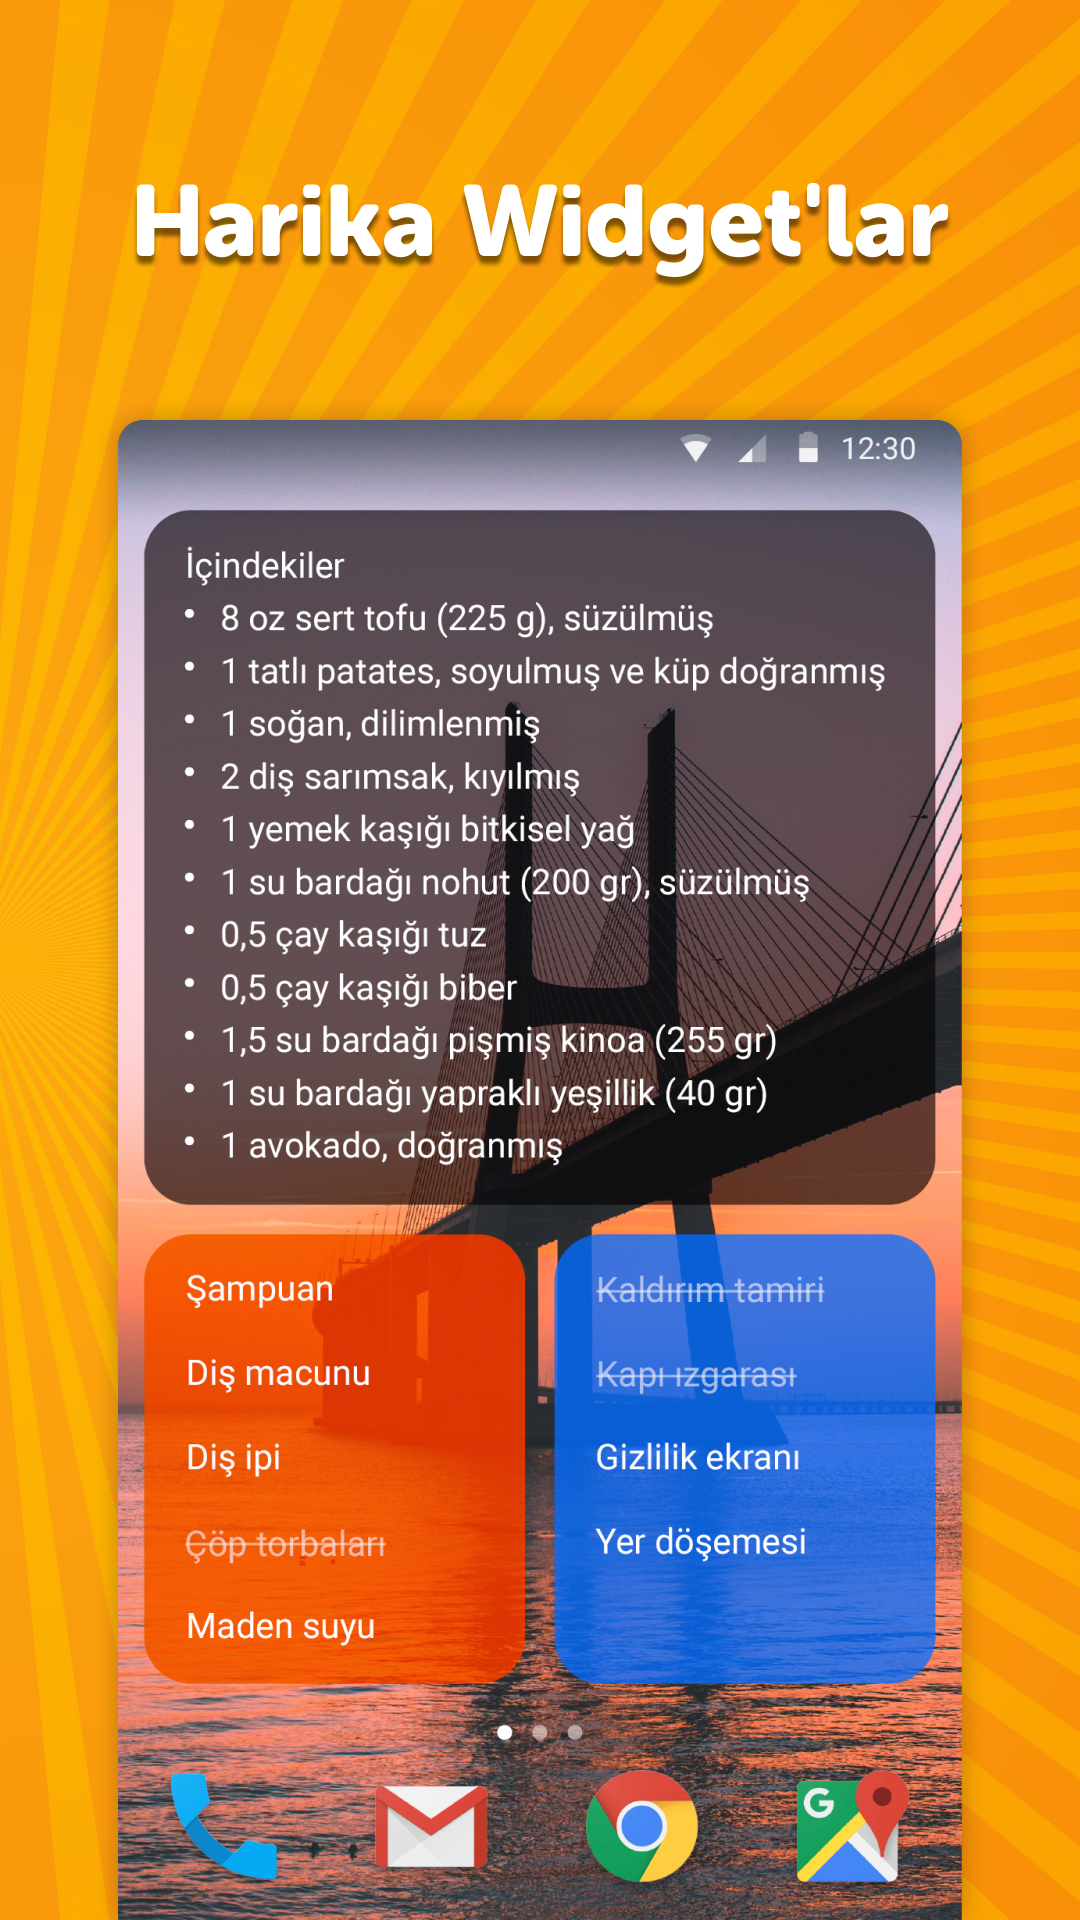 Harika Widget'lar
12:30
İçindekiler
• 8 oz sert tofu (225 g), süzülmüş
• 1 tatlı patates, soyulmuş ve küp doğranmış
• 1 soğan, dilimlenmiş
• 2 diş sarımsak, kıyılmış
• 1 yemek kaşığı bitkisel yağ
• 1 su bardağı nohut (200 gr), süzülmüş
• 0,5 çay kaşığı tuz
• 0,5 çay kaşığı biber
• 1,5 su bardağı pişmiş kinoa (255 gr)
• 1 su bardağı yapraklı yeşillik (40 gr)
• 1 avokado, doğranmış
Şampuan
Diş macunu
Diş ipi
Çöp torbaları
Maden suyu
Kaldırım tamiri
Kapı ızgarası
Gizlilik ekranı
Yer döşemesi
G